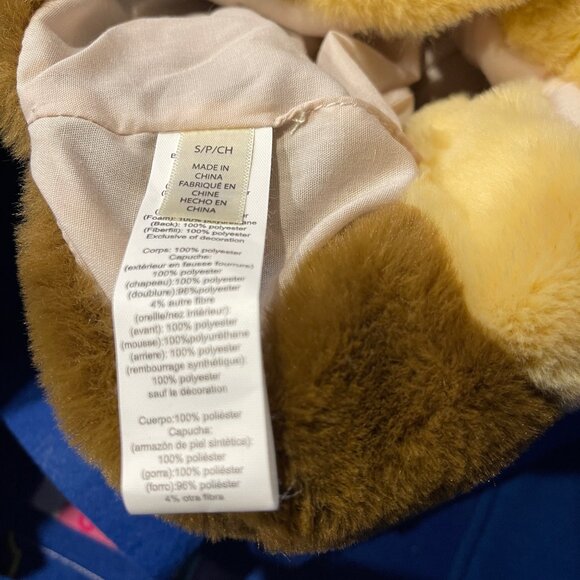 S/P/CH
MADE IN
CHINA
FABRIQUÉ EN
CHINE
HECHO EN
CHINA
(Foam): 100% polyurethane
(Back): 100% polyester
(Fiberfill): 100% polyester
Exclusive of decoration
Corps: 100% polyester
Capuche:
(extérieur en fausse fourrure)
100% polyester
(chapeau): 100% polyester
(doublure):96% polyester
4% autre fibre
(oreille/nez intérieur)
(avant): 100% polyester
(mousse):100%polyuréthane
(arriere): 100% polyester
(rembourrage synthétique):
100% polyester
sauf le décoration
Cuerpo:100% poliéster
Capucha:
(armazón de piel sintética):
100% poliéster
(gorra):100% poliéster
(forro):96% poliéster
4% otra fibra.